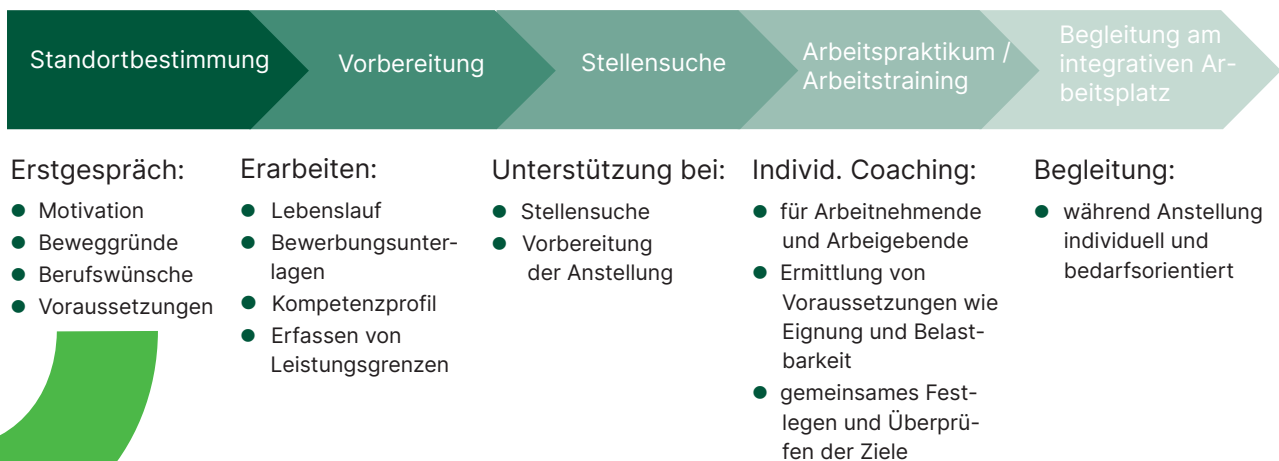 Standortbestimmung
Vorbereitung
Stellensuche
Arbeitspraktikum /
Arbeitstraining
Begleitung am
integrativen Ar-
beitsplatz
Erstgespräch:
● Motivation
● Beweggründe
● Berufswünsche
● Voraussetzungen
Erarbeiten:
● Lebenslauf
● Bewerbungsunter-
lagen
● Kompetenzprofil
● Erfassen von
Leistungsgrenzen
Unterstützung bei:
● Stellensuche
● Vorbereitung
der Anstellung
Individ. Coaching:
● für Arbeitnehmende
und Arbeigebende
● Ermittlung von
Voraussetzungen wie
Eignung und Belast-
barkeit
● gemeinsames Fest-
legen und Überprü-
fen der Ziele
Begleitung:
● während Anstellung
individuell und
bedarfsorientiert